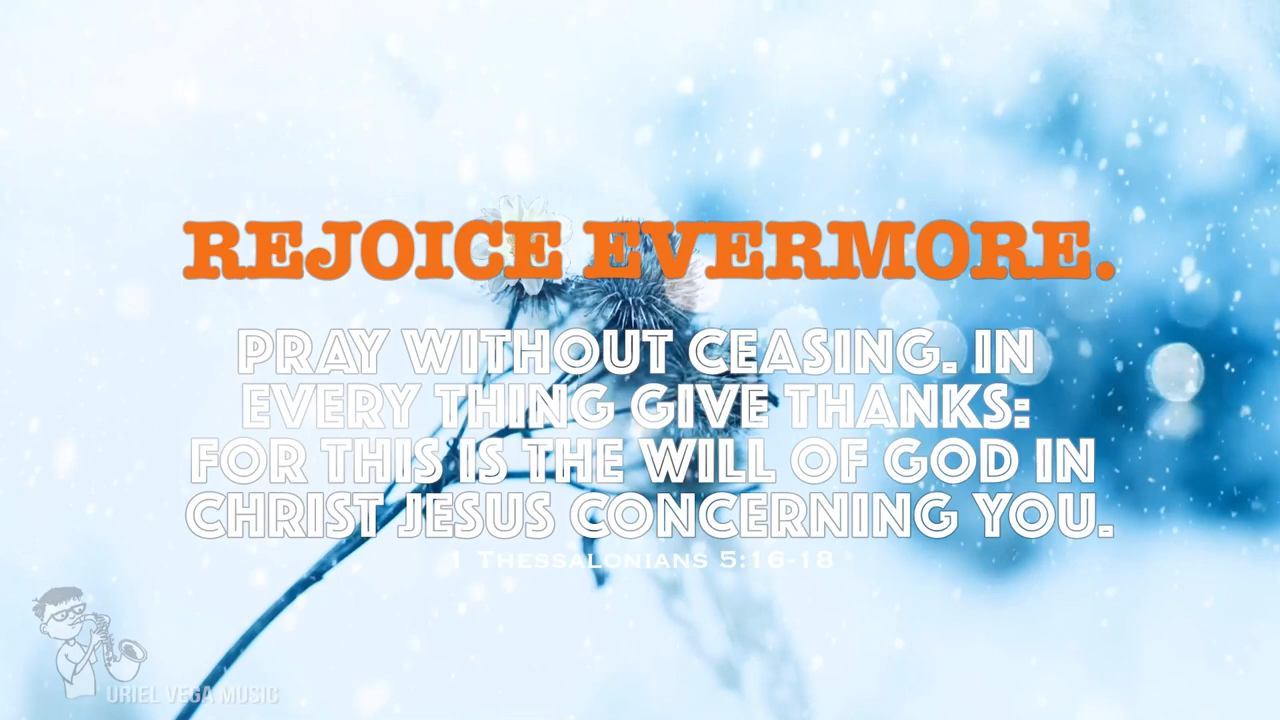 REJOICE EVERMORE.
PRAY WITHOUT CEASING. IN
EVERY THING GIVE THANKS:
FOR THIS IS THE WILL OF GOD IN
CHRIST JESUS CONCERNING YOU.
1 THESSALONIANS 5:16-18
URIEL VEGA MUSIC